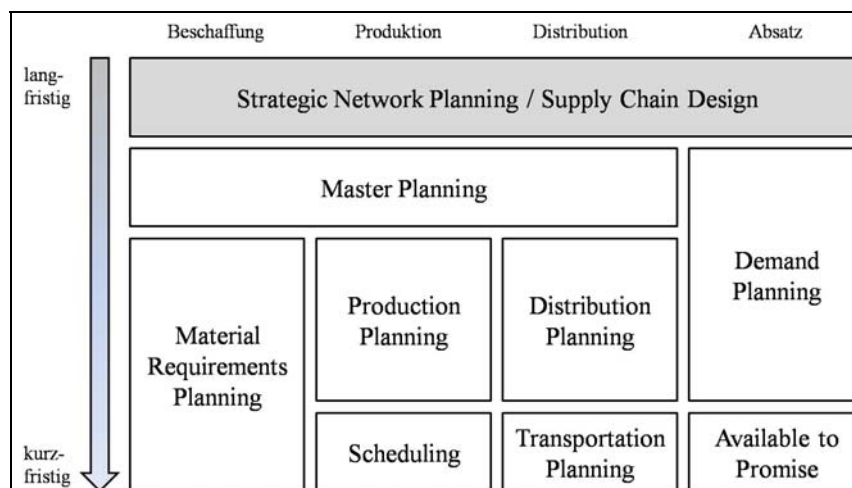 Beschaffung Produktion Distribution Absatz
lang-
fristig
Strategic Network Planning / Supply Chain Design
Master Planning
Demand
Planning
Material
Requirements
Planning
Production
Planning
Distribution
Planning
kurz-
fristig
Scheduling
Transportation
Planning
Available to
Promise